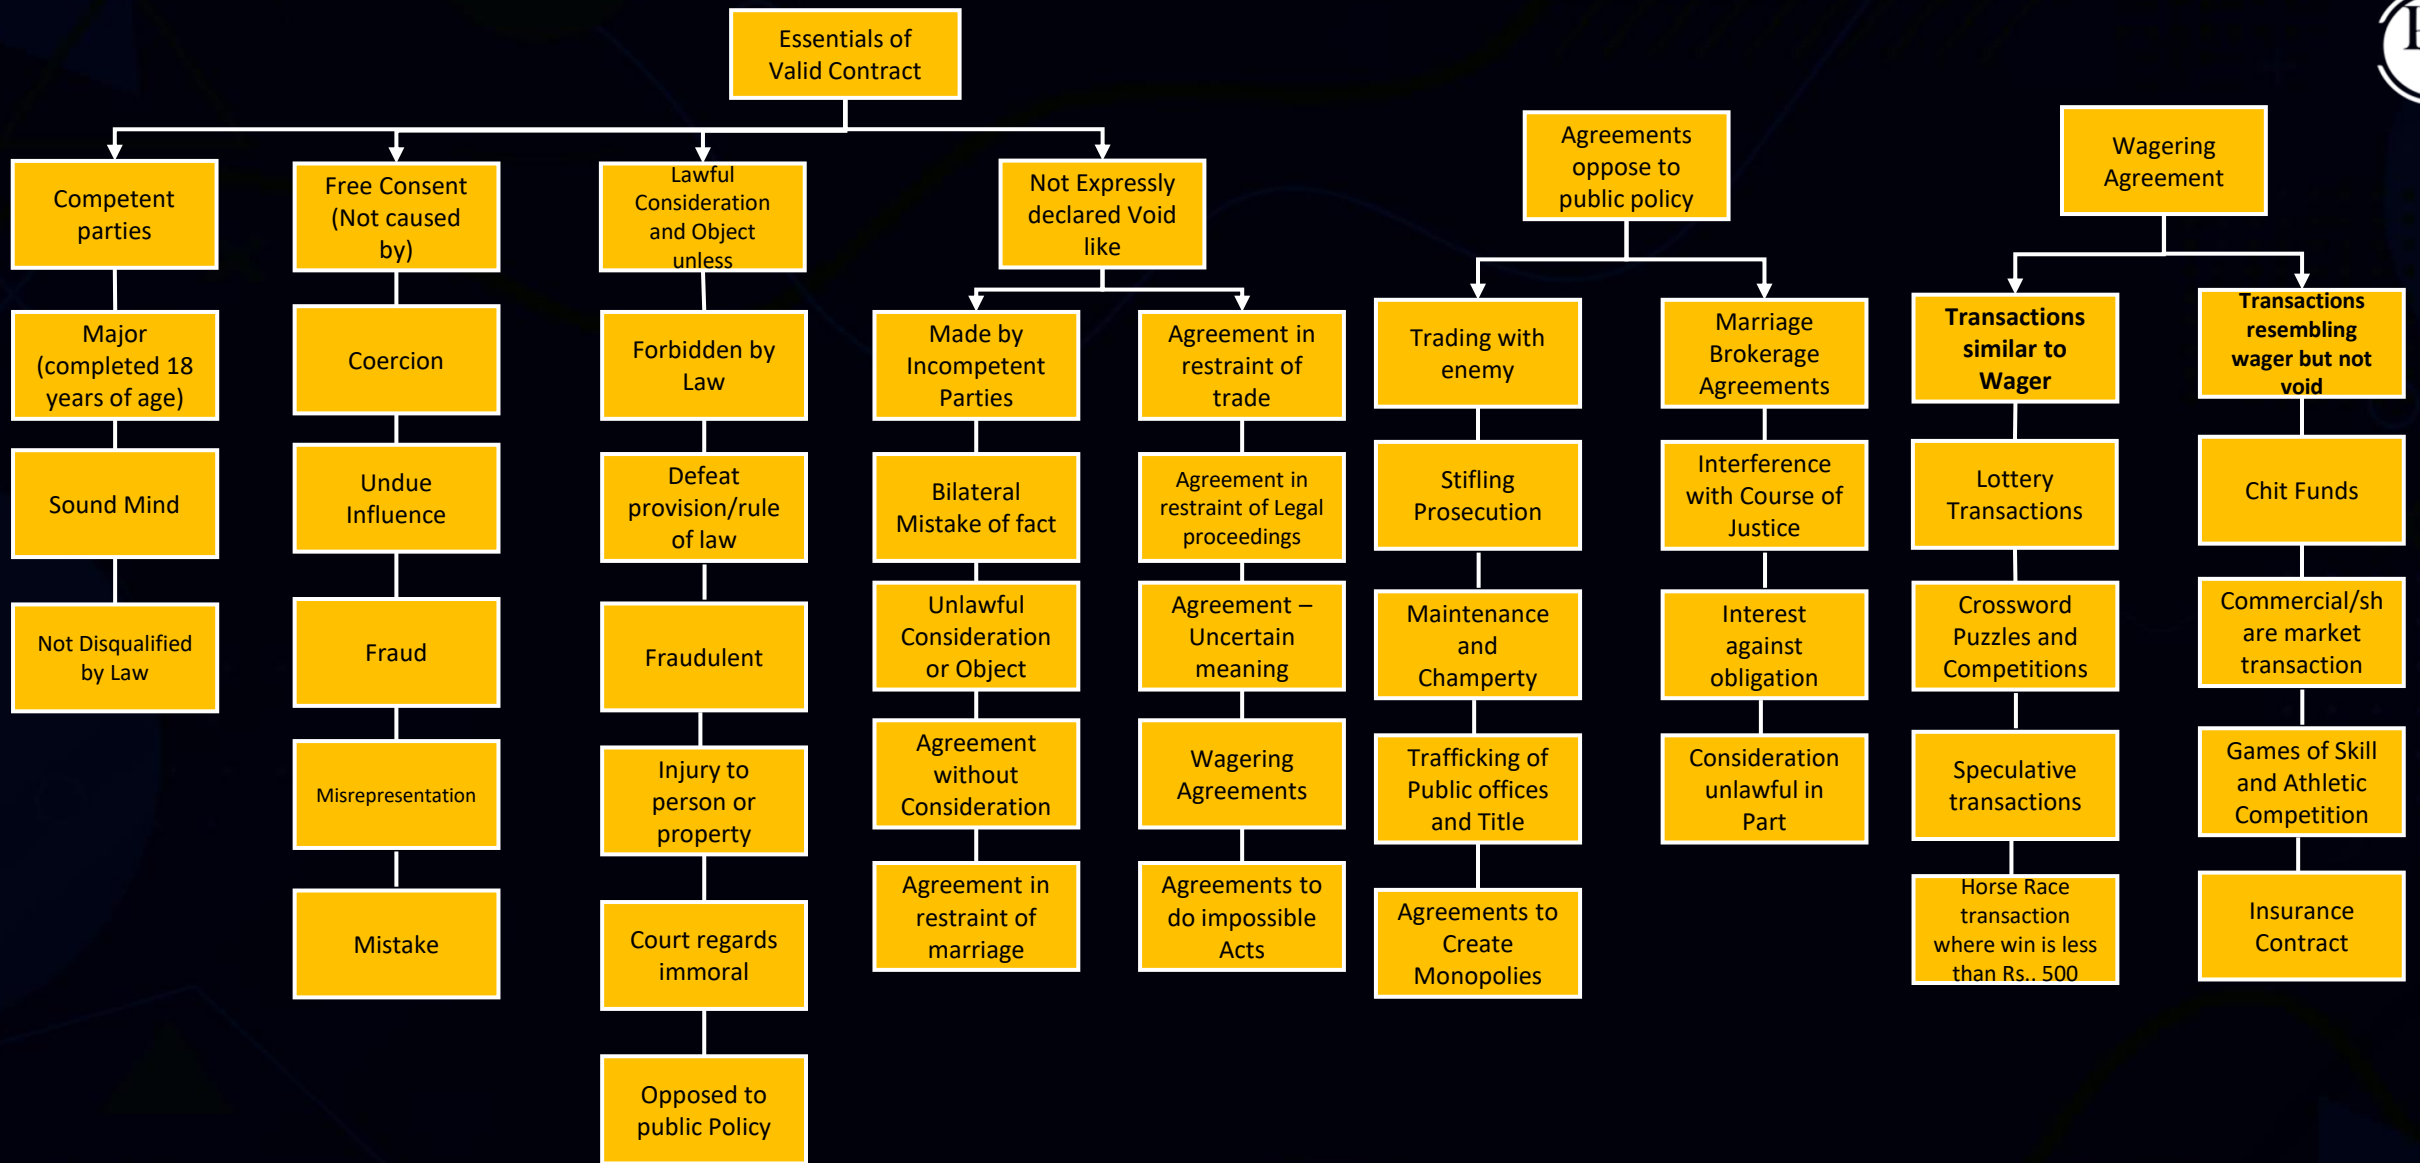 Essentials of
Valid Contract
Competent
parties
Major
(completed 18
years of age)
Sound Mind
Not Disqualified
by Law
Free Consent
(Not caused
by)
Coercion
Undue
Influence
Fraud
Misrepresentation
Mistake
Lawful
Consideration
and Object
unless
Forbidden by
Law
Defeat
provision/rule
of law
Fraudulent
Injury to
person or
property
Court regards
immoral
Opposed to
public Policy
Not Expressly
declared Void
like
Made by
Incompetent
Parties
Bilateral
Mistake of fact
Unlawful
Consideration
or Object
Agreement
without
Consideration
Agreement in
restraint of
marriage
Agreement in
restraint of
trade
Agreement in
restraint of Legal
proceedings
Agreement –
Uncertain
meaning
Wagering
Agreements
Agreements to
do impossible
Acts
Agreements
oppose to
public policy
Trading with
enemy
Stifling
Prosecution
Maintenance
and
Champerty
Trafficking of
Public offices
and Title
Agreements to
Create
Monopolies
Marriage
Brokerage
Agreements
Interference
with Course of
Justice
Interest
against
obligation
Consideration
unlawful in
Part
Wagering
Agreement
Transactions
similar to
Wager
Lottery
Transactions
Crossword
Puzzles and
Competitions
Speculative
transactions
Horse Race
transaction
where win is less
than Rs.. 500
Transactions
resembling
wager but not
void
Chit Funds
Commercial/sh
are market
transaction
Games of Skill
and Athletic
Competition
Insurance
Contract